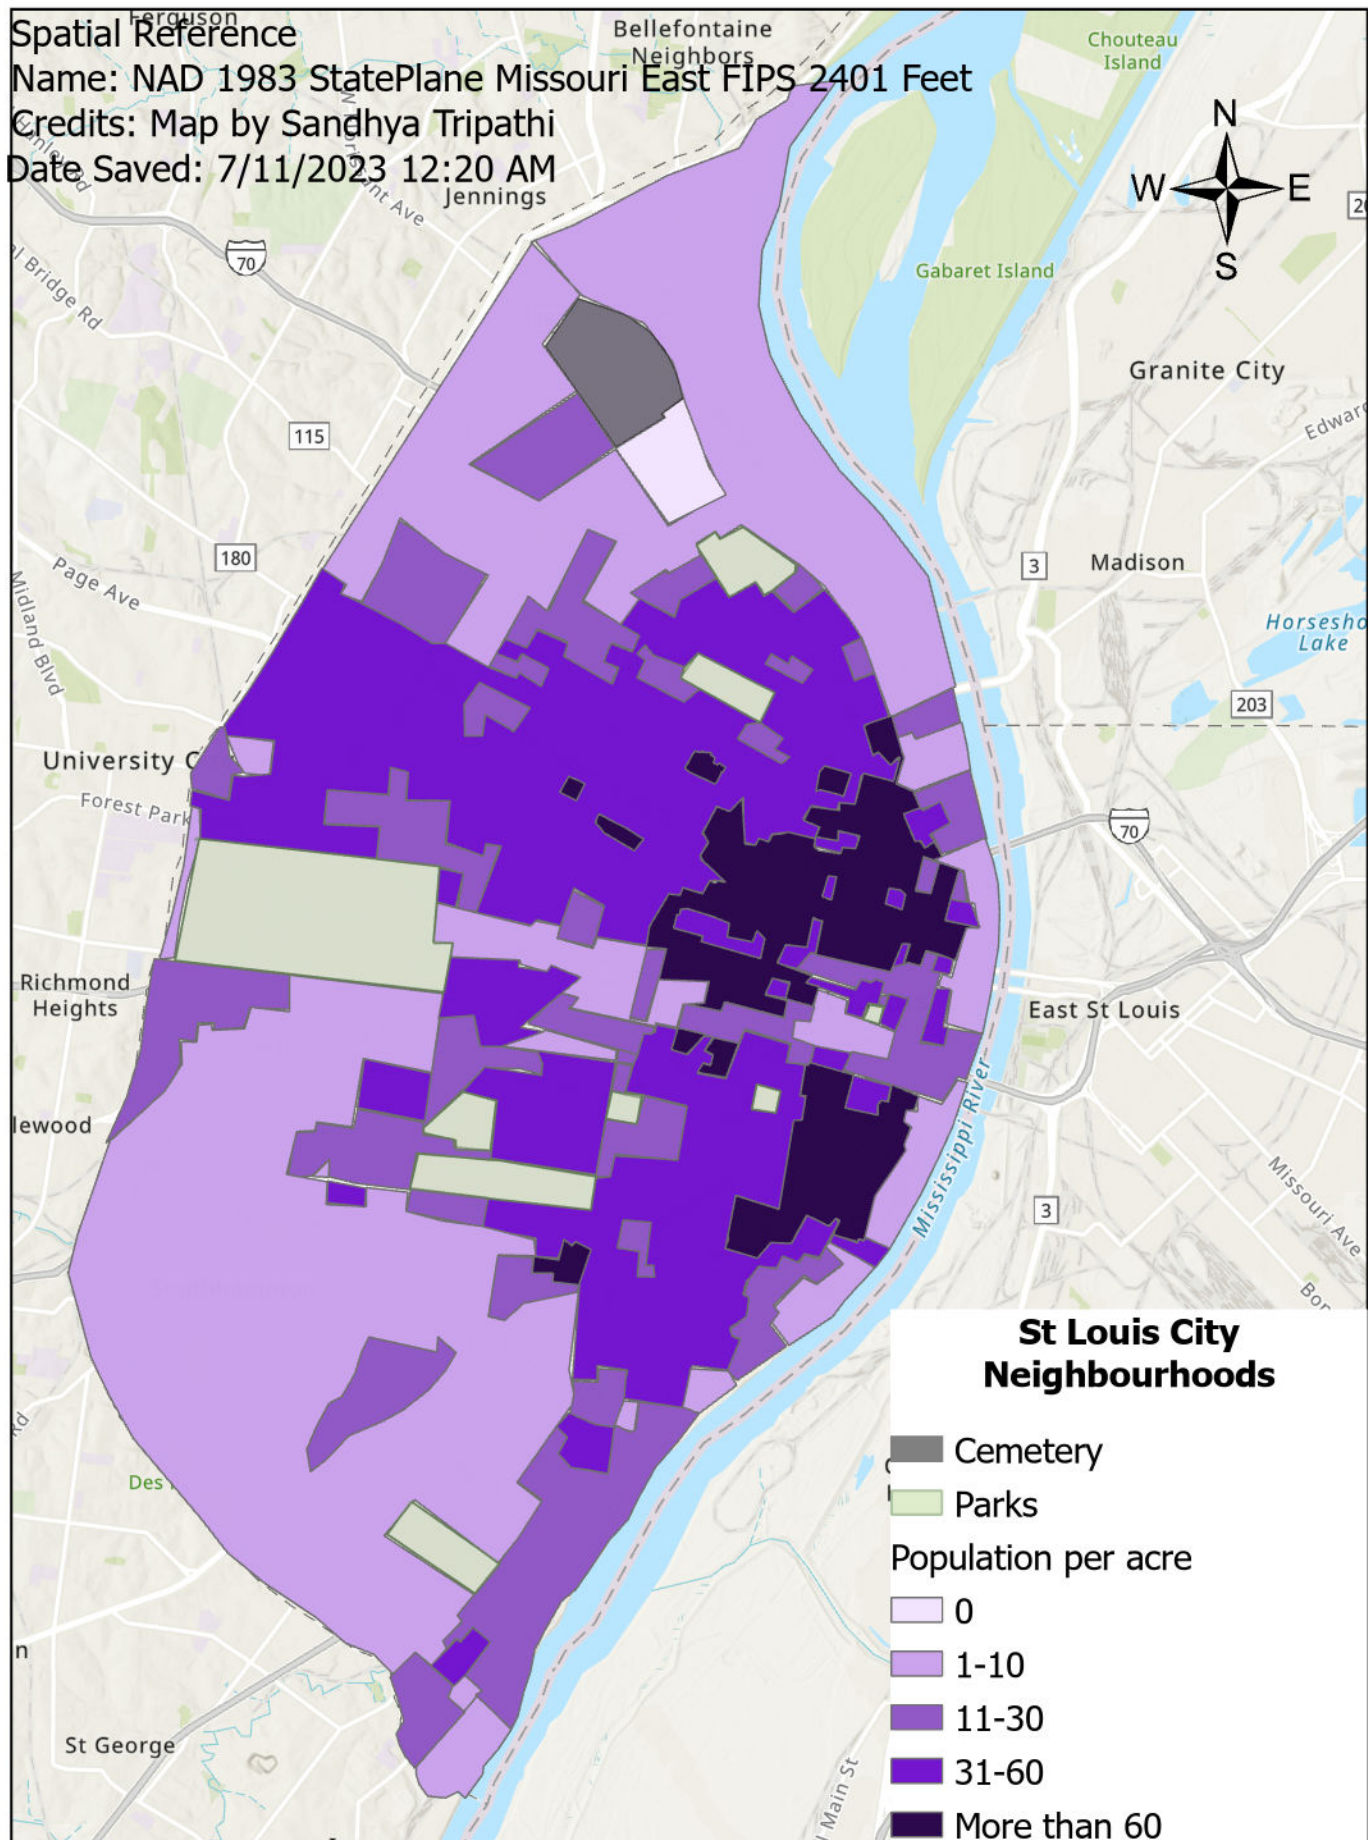 Ferguson
Spatial Reference
Name: NAD 1983 StatePlane Missouri East FIPS 2401 Feet
Credits: Map by Sandhya Tripathi
Date Saved: 7/11/2023 12:20 AM
Bellefontaine
Neighbors
Chouteau
Island
N
W
E
S
Jennings
70
Gabaret Island
Bridge Rd
Granite City
115
180
Page Ave
3
Madison
Midland Blvd
Horsesho
Lake
203
University C
Forest Park
70
Richmond
Heights
East St Louis
lewood
Mississippi River
3
Missouri Ave
Rd
Des
n
St George
Main St
St Louis City
Neighbourhoods
Cemetery
Parks
Population per acre
0
1-10
11-30
31-60
More than 60